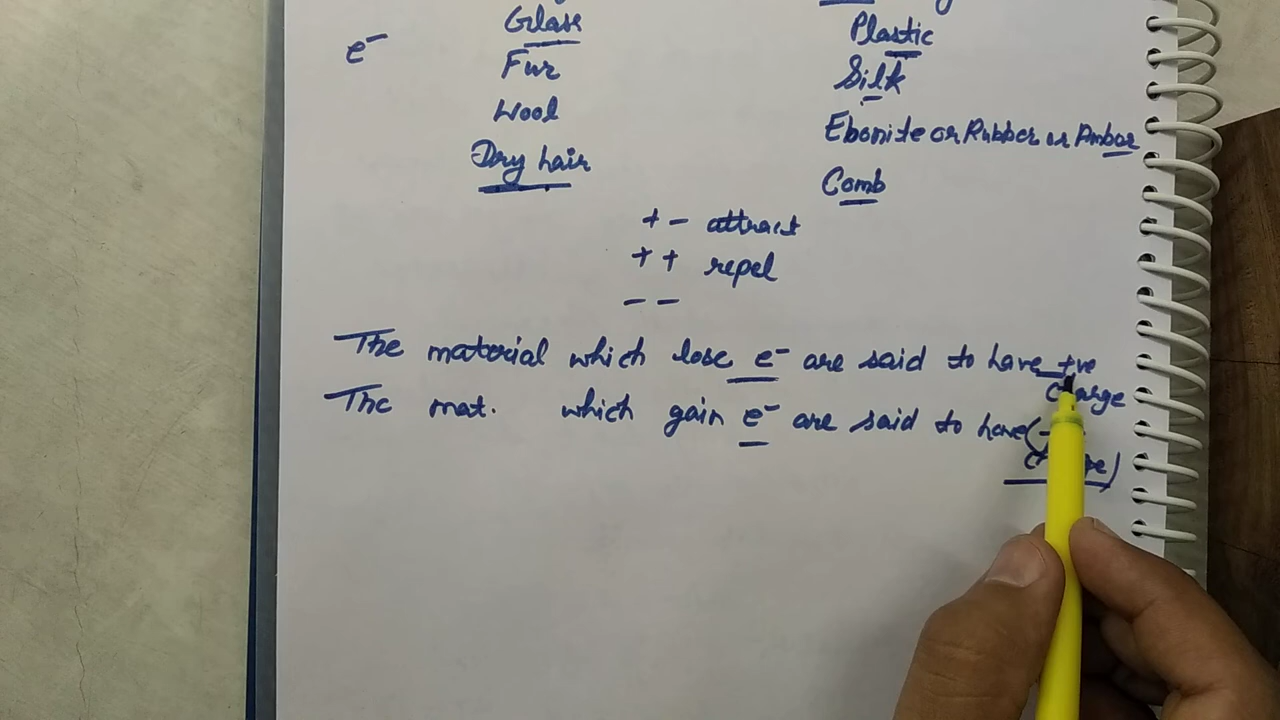 Glass Plastic
e⁻
Fur Silk
Wool Ebonite or Rubber or Ambar
Dry hair Comb
+ - attract
+ + repel
- -
The material which lose e⁻ are said to have +ve
charge
The mat. which gain e⁻ are said to have (